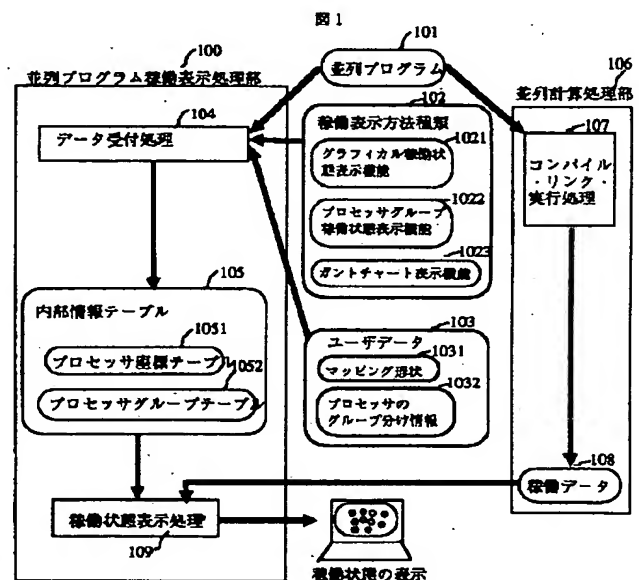 図1
100
並列プログラム稼働表示処理部
101
並列プログラム
106
並列計算処理部
104
データ受付処理
102
稼働表示方法種類
1021
グラフィカル稼働状
態表示機能
1022
プロセッサグループ
稼働状態表示機能
1023
ガントチャート表示機能
107
コンパイル
・リンク・
実行処理
105
内部情報テーブル
1051
プロセッサ座標テーブ
1052
プロセッサグループテーブ
103
ユーザデータ
1031
マッピング形状
1032
プロセッサの
グループ分け情報
108
稼働データ
稼働状態表示処理
109
稼働状態の表示